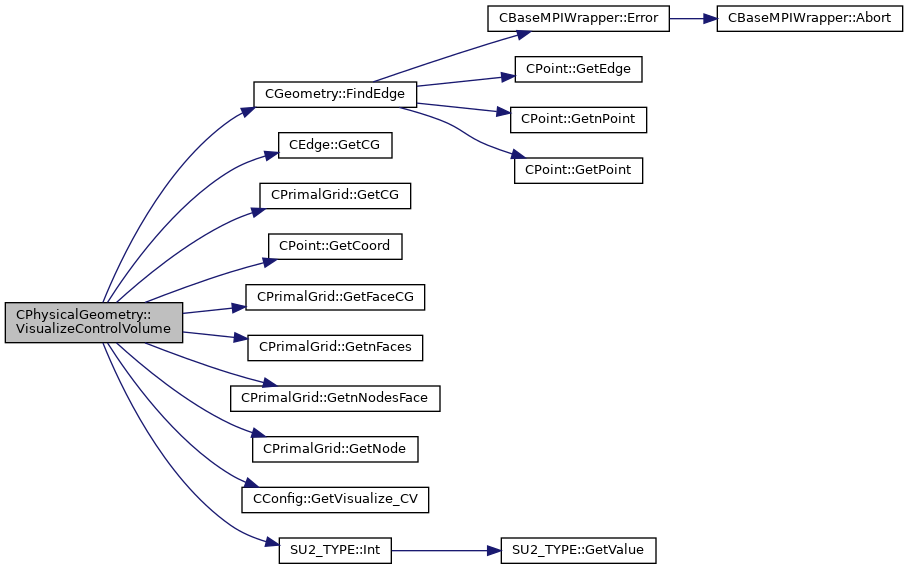 CPhysicalGeometry::
VisualizeControlVolume
CGeometry::FindEdge
CBaseMPIWrapper::Error
CBaseMPIWrapper::Abort
CPoint::GetEdge
CPoint::GetnPoint
CPoint::GetPoint
CEdge::GetCG
CPrimalGrid::GetCG
CPoint::GetCoord
CPrimalGrid::GetFaceCG
CPrimalGrid::GetnFaces
CPrimalGrid::GetnNodesFace
CPrimalGrid::GetNode
CConfig::GetVisualize_CV
SU2_TYPE::Int
SU2_TYPE::GetValue